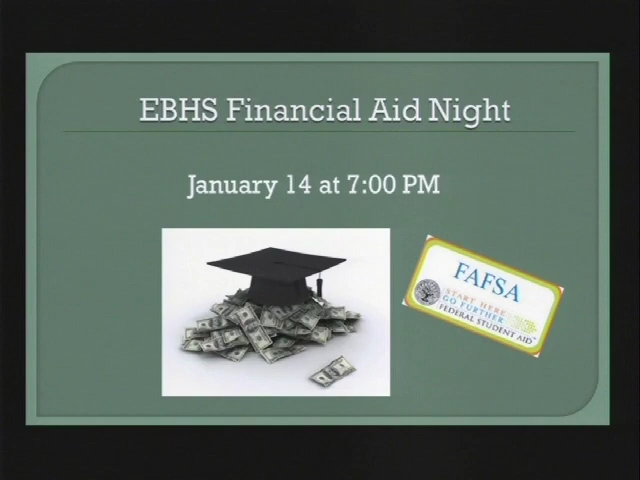 EBHS Financial Aid Night
January 14 at 7:00 PM
FAFSA
START HERE
GO FURTHER
FEDERAL STUDENT AID